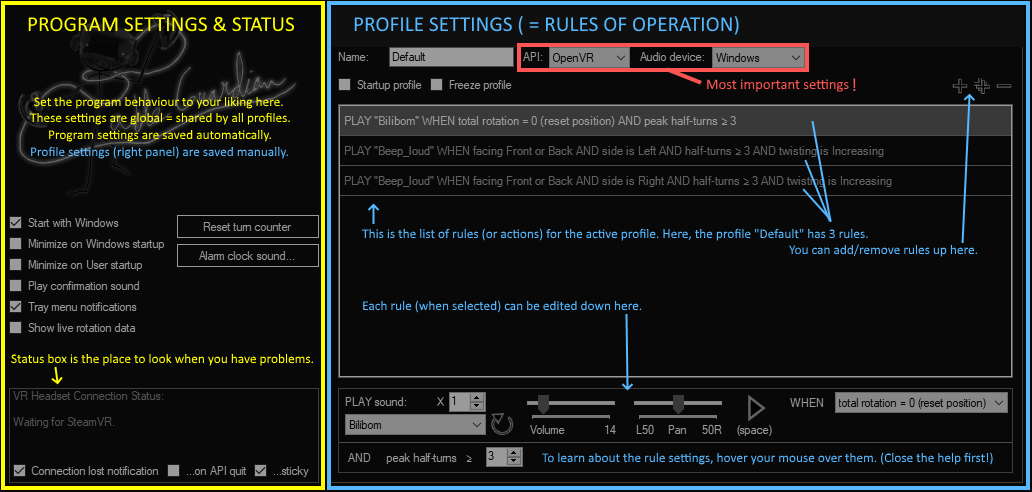 PROGRAM SETTINGS & STATUS
Cable Guardian
Set the program behaviour to your liking here.
These settings are global = shared by all profiles.
Program settings are saved automatically.
Profile settings (right panel) are saved manually.
Start with Windows
Minimize on Windows startup
Minimize on User startup
Play confirmation sound
Tray menu notifications
Show live rotation data
Reset turn counter
Alarm clock sound...
Status box is the place to look when you have problems.
VR Headset Connection Status:
Waiting for SteamVR.
Connection lost notification ...on API quit ...sticky
PROFILE SETTINGS ( = RULES OF OPERATION)
Name: Default API: OpenVR Audio device: Windows
Startup profile Freeze profile
Most important settings !
PLAY "Bilibom" WHEN total rotation = 0 (reset position) AND peak half-turns ≥ 3
PLAY "Beep_loud" WHEN facing Front or Back AND side is Left AND half-turns ≥ 3 AND twisting is Increasing
PLAY "Beep_loud" WHEN facing Front or Back AND side is Right AND half-turns ≥ 3 AND twisting is Increasing
This is the list of rules (or actions) for the active profile. Here, the profile "Default" has 3 rules.
You can add/remove rules up here.
Each rule (when selected) can be edited down here.
PLAY sound: X 1
Bilibom
Volume 14 L50 Pan 50R (space)
WHEN total rotation = 0 (reset position)
AND peak half-turns ≥ 3
To learn about the rule settings, hover your mouse over them. (Close the help first!)